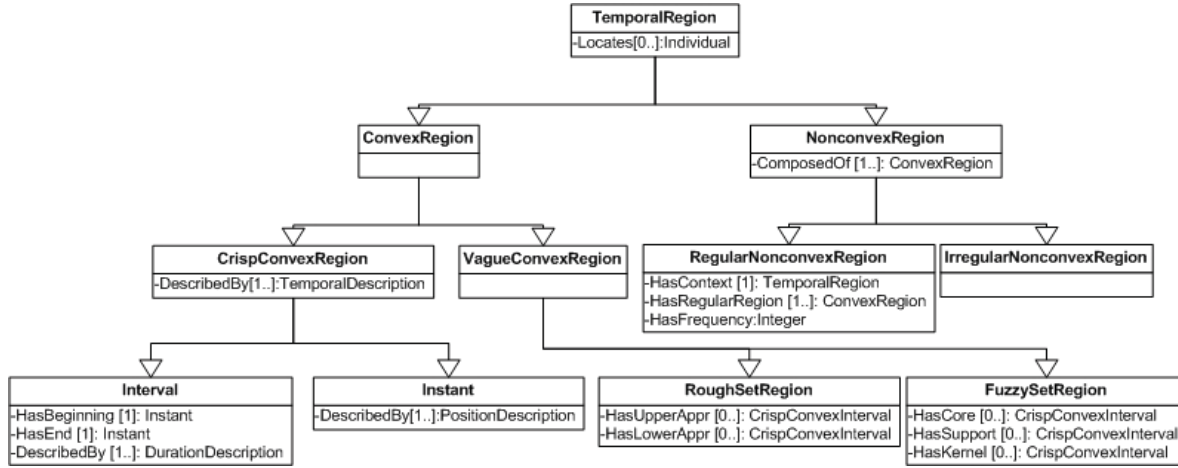 TemporalRegion
-Locates[0..]:Individual
ConvexRegion
NonconvexRegion
-ComposedOf [1..]: ConvexRegion
CrispConvexRegion
-DescribedBy[1..]:TemporalDescription
VagueConvexRegion
RegularNonconvexRegion
-HasContext [1]: TemporalRegion
-HasRegularRegion [1..]: ConvexRegion
-HasFrequency:Integer
IrregularNonconvexRegion
Interval
-HasBeginning [1]: Instant
-HasEnd [1]: Instant
-DescribedBy [1..]: DurationDescription
Instant
-DescribedBy[1..]:PositionDescription
RoughSetRegion
-HasUpperAppr [0..]: CrispConvexInterval
-HasLowerAppr [0..]: CrispConvexInterval
FuzzySetRegion
-HasCore [0..]: CrispConvexInterval
-HasSupport [0..]: CrispConvexInterval
-HasKernel [0..]: CrispConvexInterval